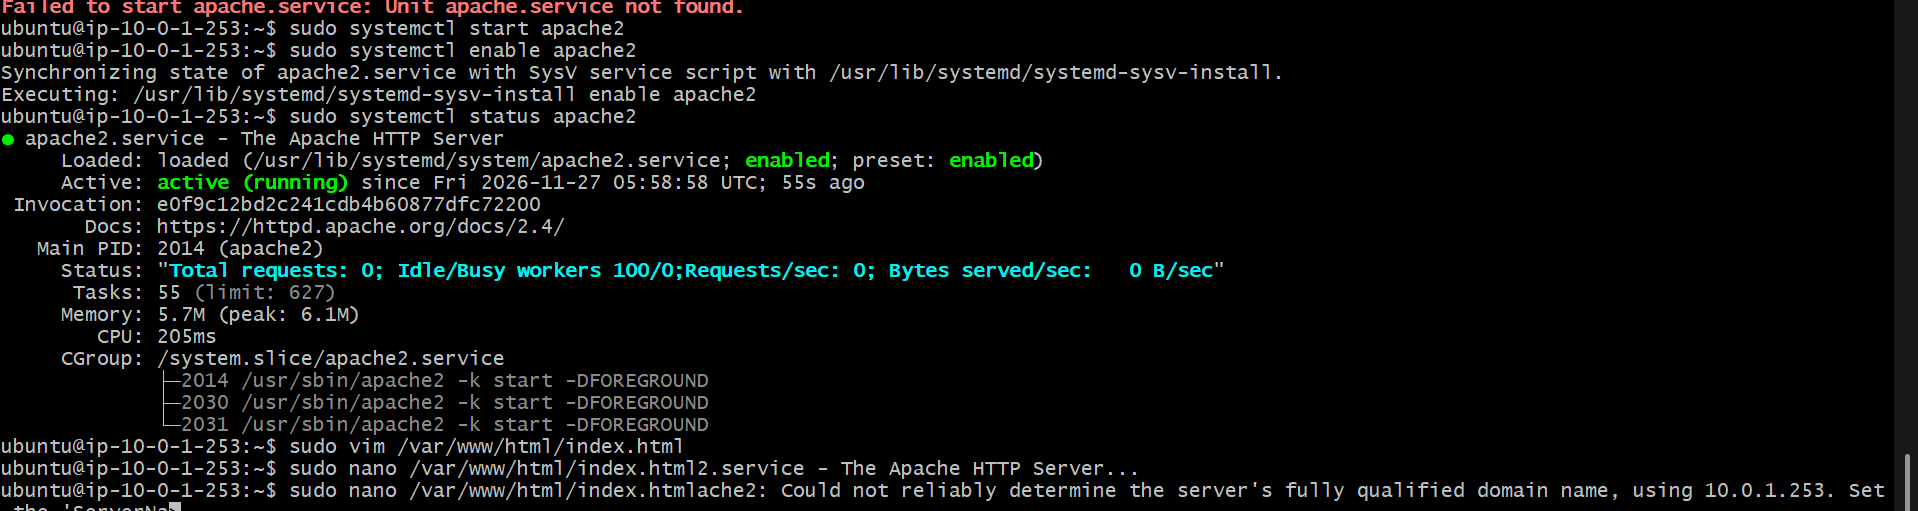 Failed to start apache.service: Unit apache.service not found.
ubuntu@ip-10-0-1-253:~$ sudo systemctl start apache2
ubuntu@ip-10-0-1-253:~$ sudo systemctl enable apache2
Synchronizing state of apache2.service with SysV service script with /usr/lib/systemd/systemd-sysv-install.
Executing: /usr/lib/systemd/systemd-sysv-install enable apache2
ubuntu@ip-10-0-1-253:~$ sudo systemctl status apache2
● apache2.service - The Apache HTTP Server
Loaded: loaded (/usr/lib/systemd/system/apache2.service; enabled; preset: enabled)
Active: active (running) since Fri 2026-11-27 05:58:58 UTC; 55s ago
Invocation: e0f9c12bd2c241cdb4b60877dfc72200
Docs: https://httpd.apache.org/docs/2.4/
Main PID: 2014 (apache2)
Status: "Total requests: 0; Idle/Busy workers 100/0;Requests/sec: 0; Bytes served/sec:   0 B/sec"
Tasks: 55 (limit: 627)
Memory: 5.7M (peak: 6.1M)
CPU: 205ms
CGroup: /system.slice/apache2.service
├─2014 /usr/sbin/apache2 -k start -DFOREGROUND
├─2030 /usr/sbin/apache2 -k start -DFOREGROUND
└─2031 /usr/sbin/apache2 -k start -DFOREGROUND
ubuntu@ip-10-0-1-253:~$ sudo vim /var/www/html/index.html
ubuntu@ip-10-0-1-253:~$ sudo nano /var/www/html/index.html2.service - The Apache HTTP Server...
ubuntu@ip-10-0-1-253:~$ sudo nano /var/www/html/index.htmlache2: Could not reliably determine the server's fully qualified domain name, using 10.0.1.253. Set
the 'ServerNa>